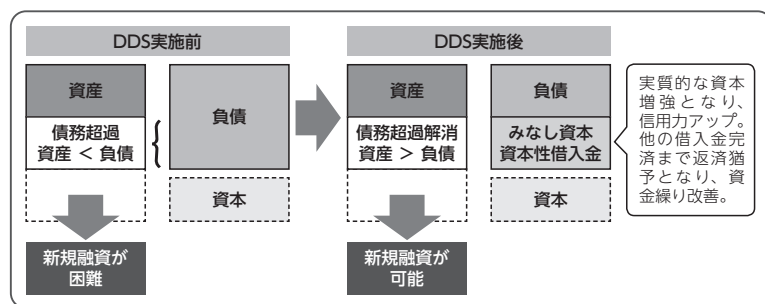 DDS実施前
資産
債務超過
資産 < 負債
負債
資本
新規融資が
困難
DDS実施後
資産
債務超過解消
資産 > 負債
負債
みなし資本
資本性借入金
資本
新規融資が
可能
実質的な資本
増強となり、
信用力アップ。
他の借入金完
済まで返済猶
予となり、資
金繰り改善。